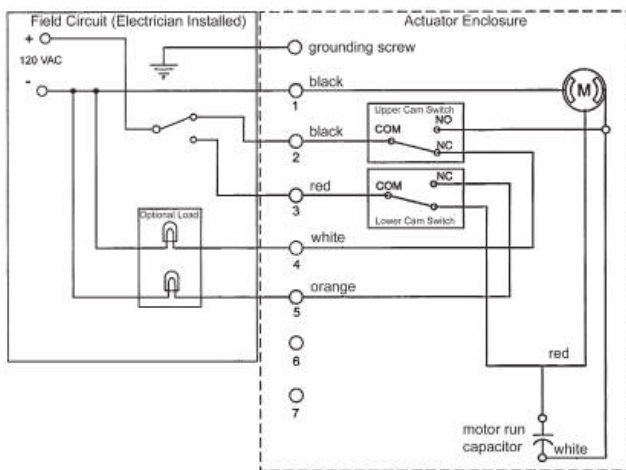 Field Circuit (Electrician Installed)
Actuator Enclosure
+
120 VAC
-
grounding screw
black
1
M
Upper Cam Switch
NO
COM
NC
black
2
NC
COM
Lower Cam Switch
red
3
Optional Load
white
4
orange
5
6
7
red
motor run
capacitor
white